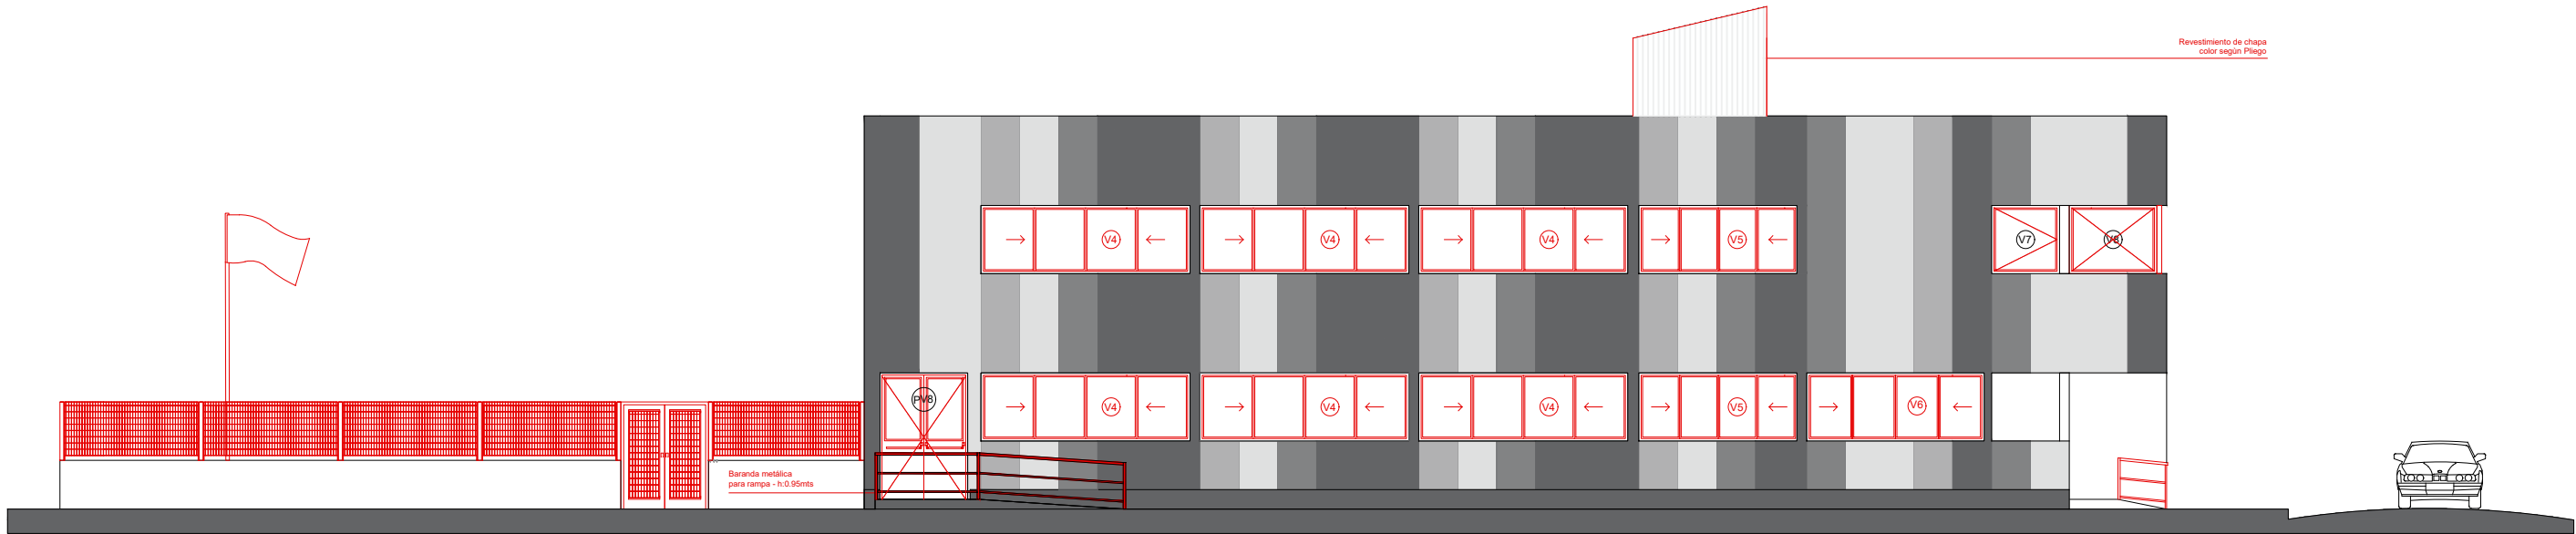 Revestimiento de chapa
color según Pliego
V4
V4
V4
V5
V7
V8
PV8
V4
V4
V4
V5
V6
Baranda metálica
para rampa - h:0.95mts